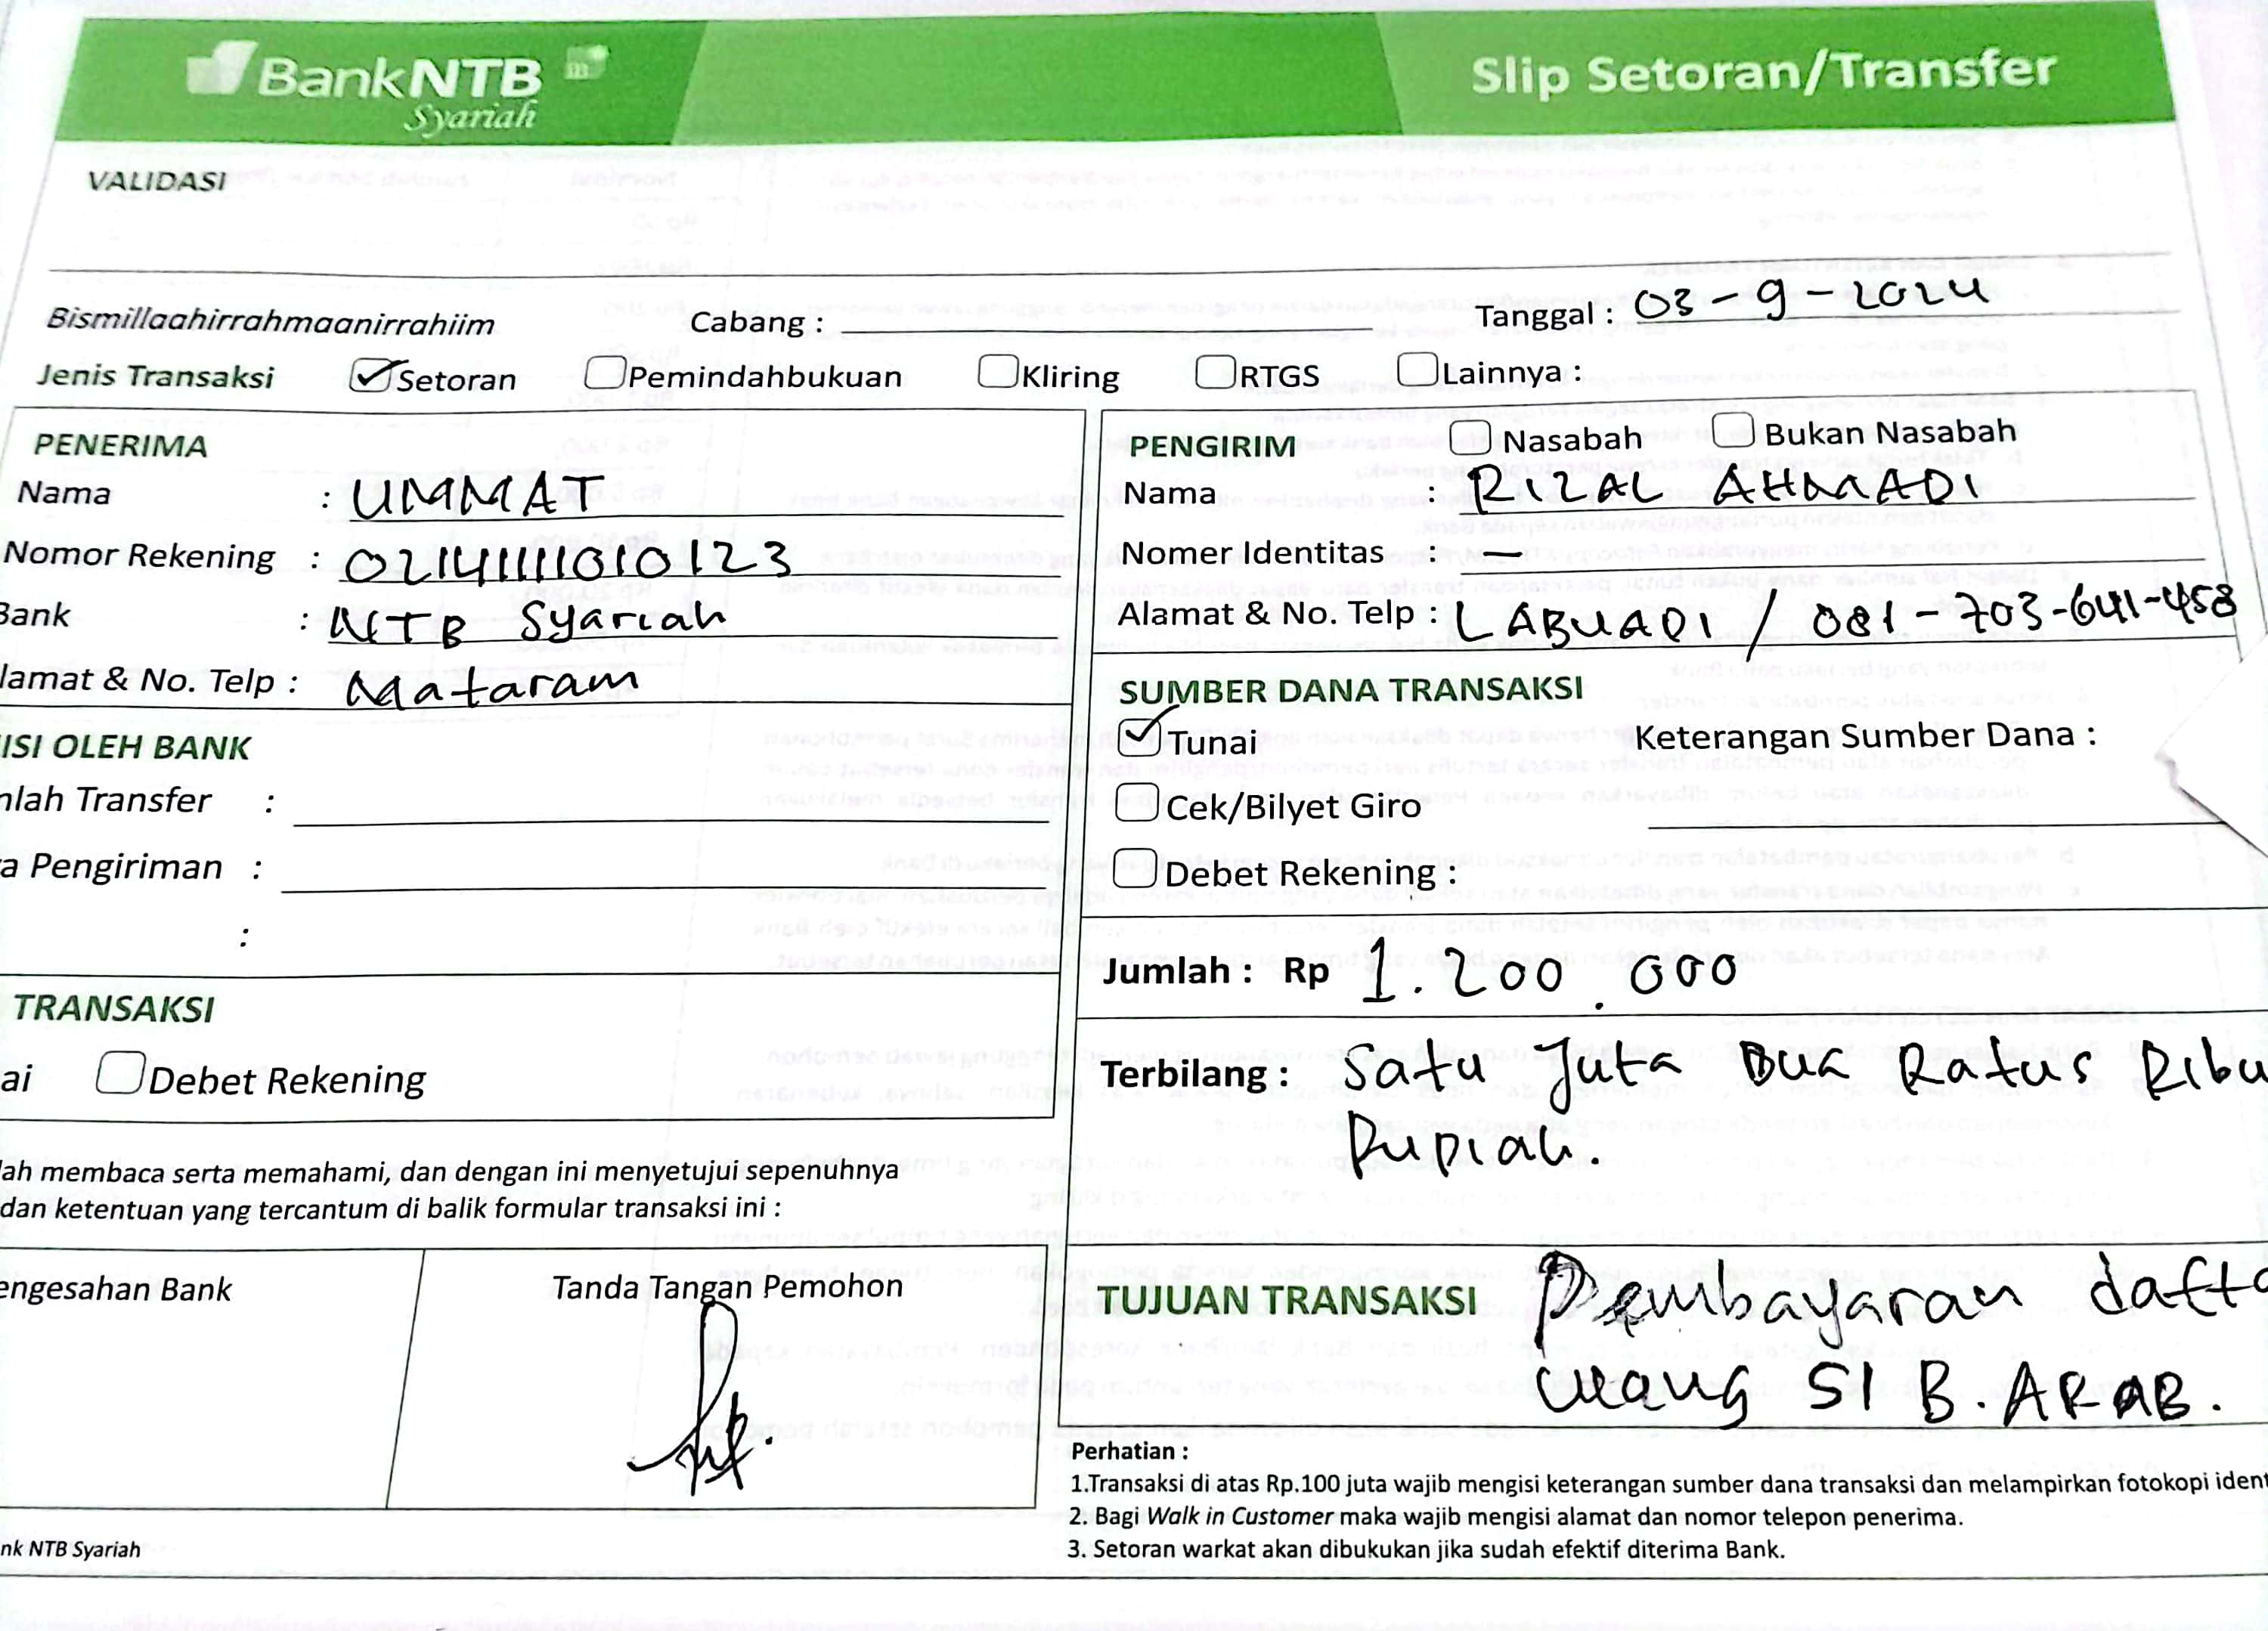 BankNTB Syariah
Slip Setoran/Transfer
VALIDASI
Bismillaahirrahmaanirrahiim Cabang : Tanggal : 03-9-2024
Jenis Transaksi Setoran Pemindahbukuan Kliring RTGS Lainnya :
PENERIMA
Nama : UMMAT
Nomor Rekening :
Bank : NTB Syariah
lamat & No. Telp : Mataram
ISI OLEH BANK
nlah Transfer :
a Pengiriman :
:
TRANSAKSI
ai Debet Rekening
lah membaca serta memahami, dan dengan ini menyetujui sepenuhnya
dan ketentuan yang tercantum di balik formular transaksi ini :
engesahan Bank Tanda Tangan Pemohon
nk NTB Syariah
PENGIRIM Nasabah Bukan Nasabah
Nama : RIZAL AHMADI
Nomer Identitas : –
Alamat & No. Telp : LABUADI / 081-703-641-458
SUMBER DANA TRANSAKSI
Tunai Keterangan Sumber Dana :
Cek/Bilyet Giro
Debet Rekening :
Jumlah : Rp 1.200.000
Terbilang : Satu Juta Dua Ratus Ribu
Rupiah.
TUJUAN TRANSAKSI Pembayaran dafta
ulang S1 B. ARAB.
Perhatian :
1.Transaksi di atas Rp.100 juta wajib mengisi keterangan sumber dana transaksi dan melampirkan fotokopi ident
2. Bagi Walk in Customer maka wajib mengisi alamat dan nomor telepon penerima.
3. Setoran warkat akan dibukukan jika sudah efektif diterima Bank.